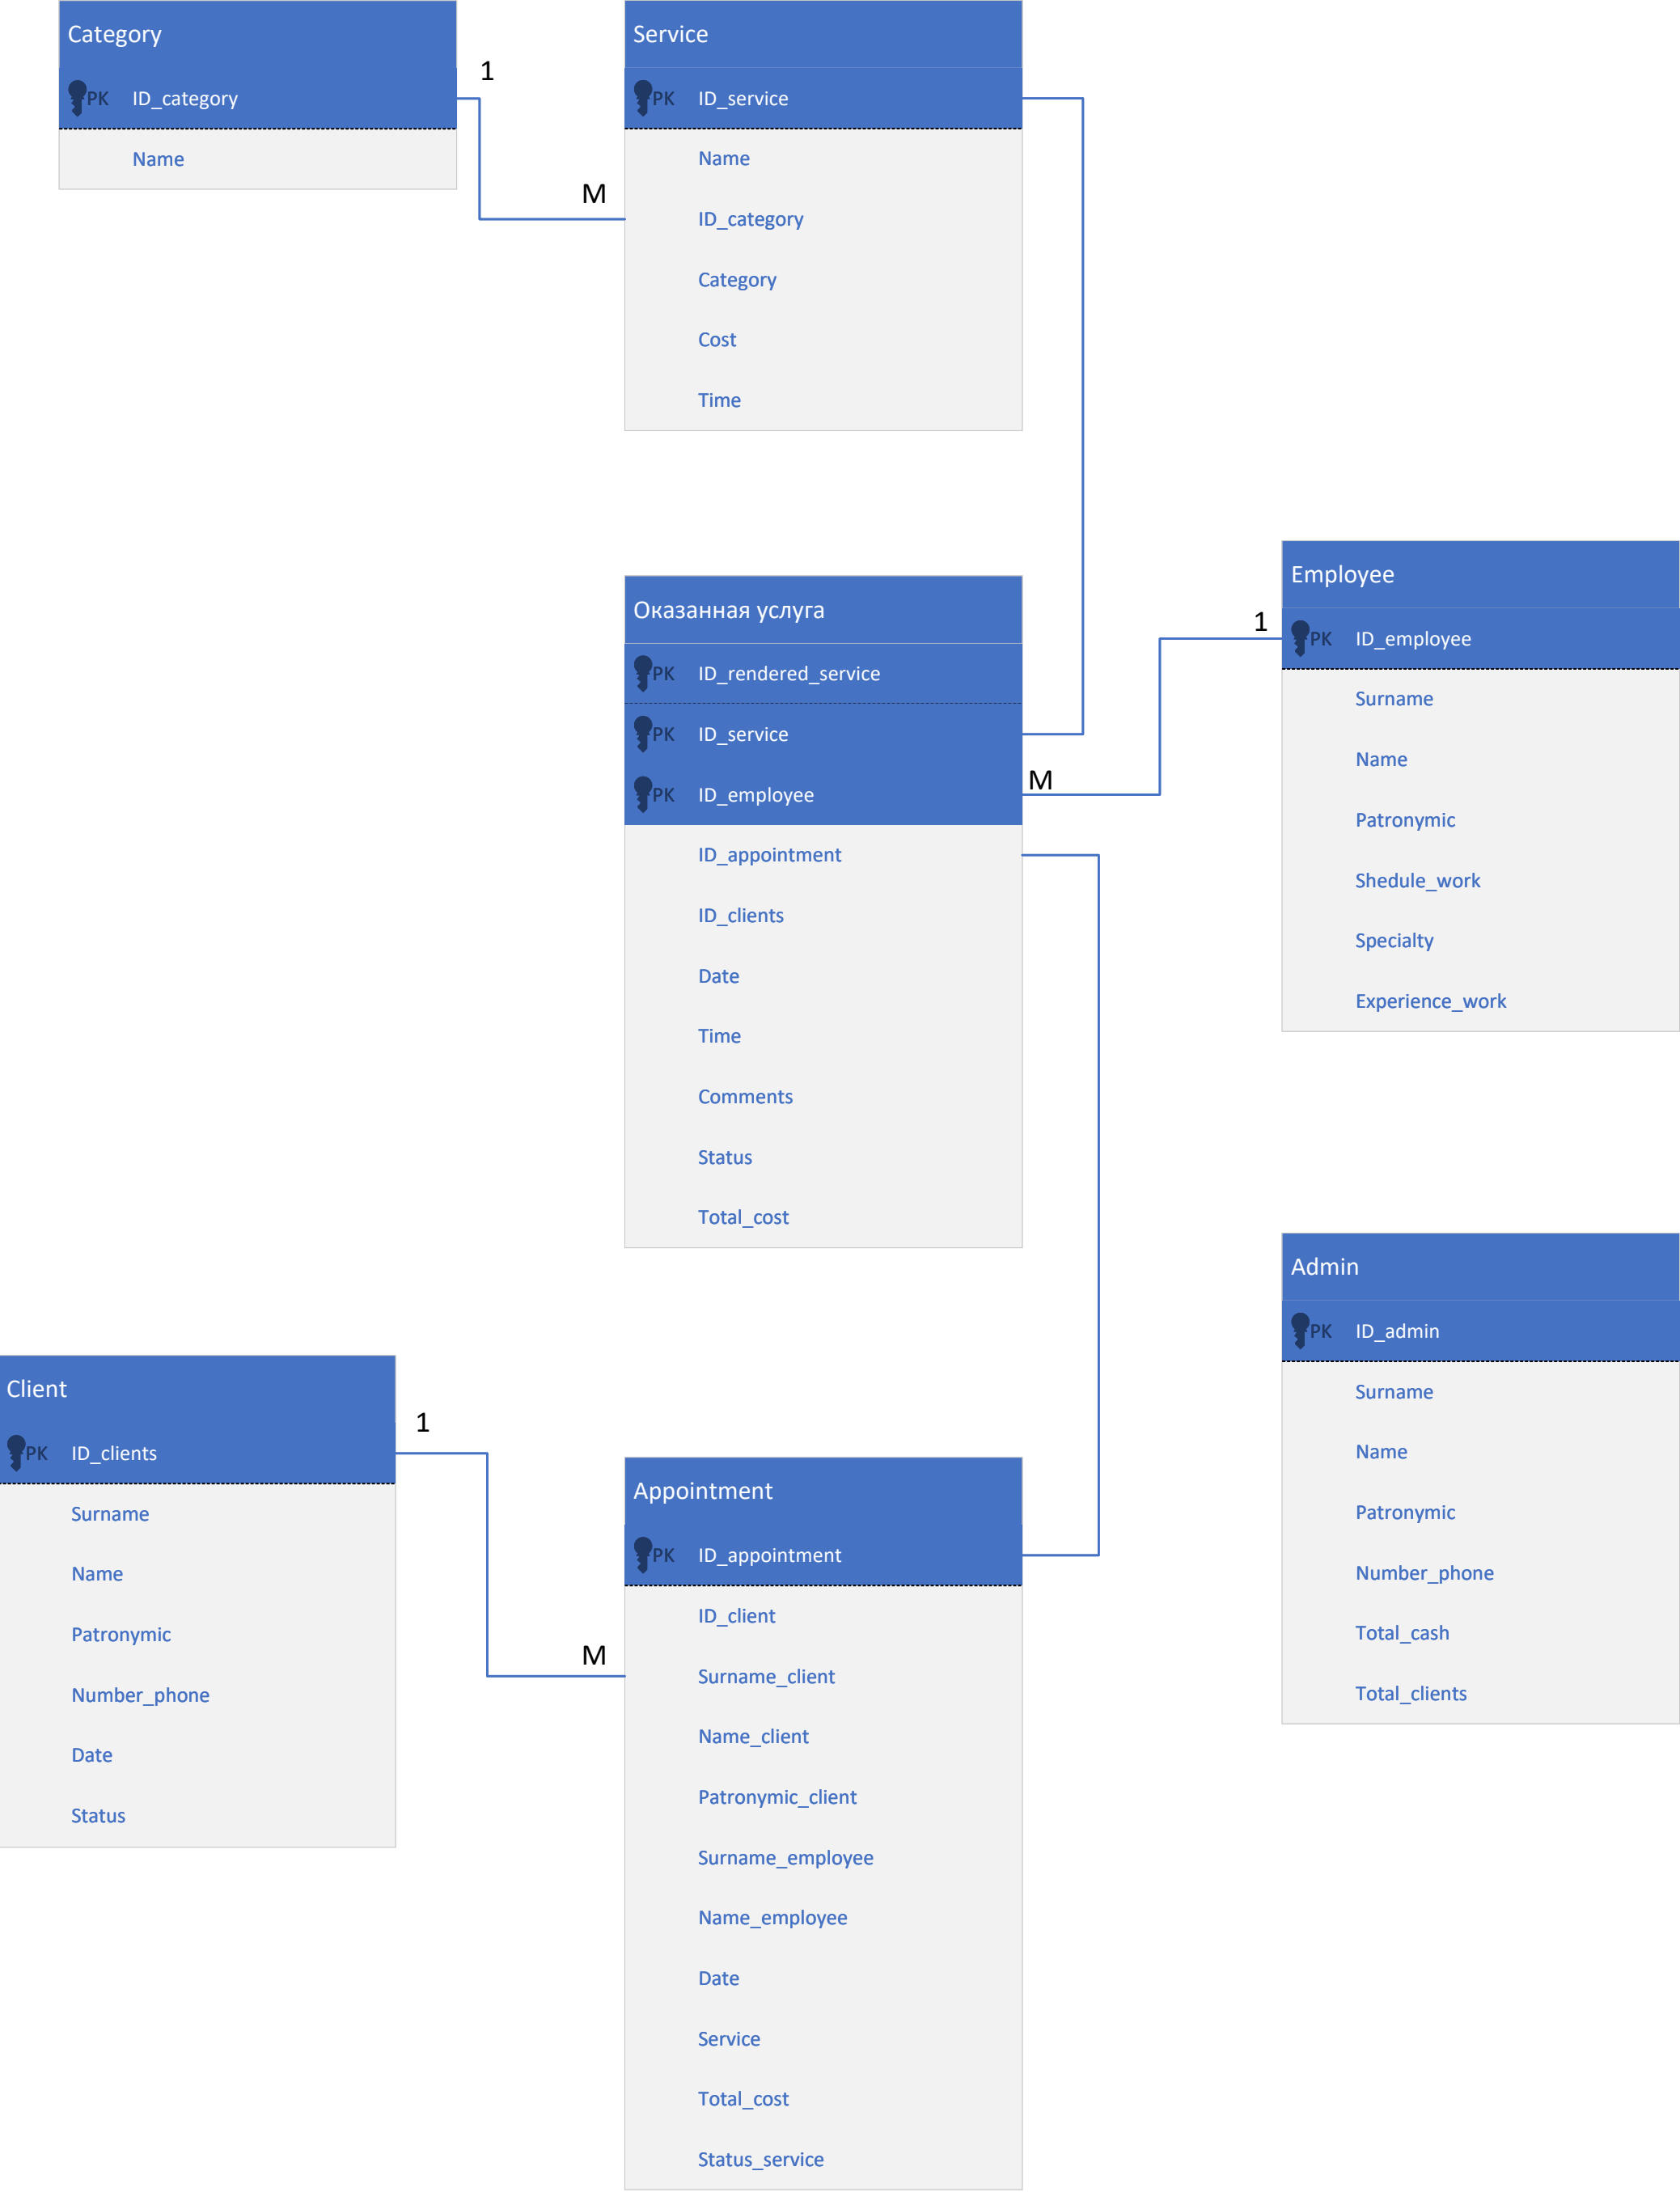 Category
PK ID_category
Name
1
M
Service
PK ID_service
Name
ID_category
Category
Cost
Time
Оказанная услуга
PK ID_rendered_service
PK ID_service
PK ID_employee
ID_appointment
ID_clients
Date
Time
Comments
Status
Total_cost
M
1
Employee
PK ID_employee
Surname
Name
Patronymic
Shedule_work
Specialty
Experience_work
Admin
PK ID_admin
Surname
Name
Patronymic
Number_phone
Total_cash
Total_clients
Client
PK ID_clients
Surname
Name
Patronymic
Number_phone
Date
Status
1
M
Appointment
PK ID_appointment
ID_client
Surname_client
Name_client
Patronymic_client
Surname_employee
Name_employee
Date
Service
Total_cost
Status_service